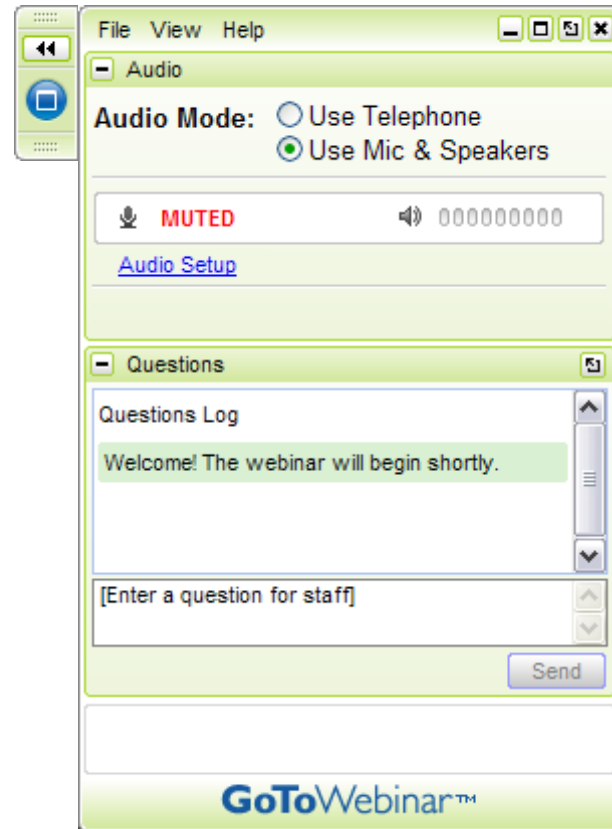 File View Help
Audio
Audio Mode: Use Telephone
Use Mic & Speakers
MUTED 000000000
Audio Setup
Questions
Questions Log
Welcome! The webinar will begin shortly.
[Enter a question for staff]
Send
GoToWebinar™